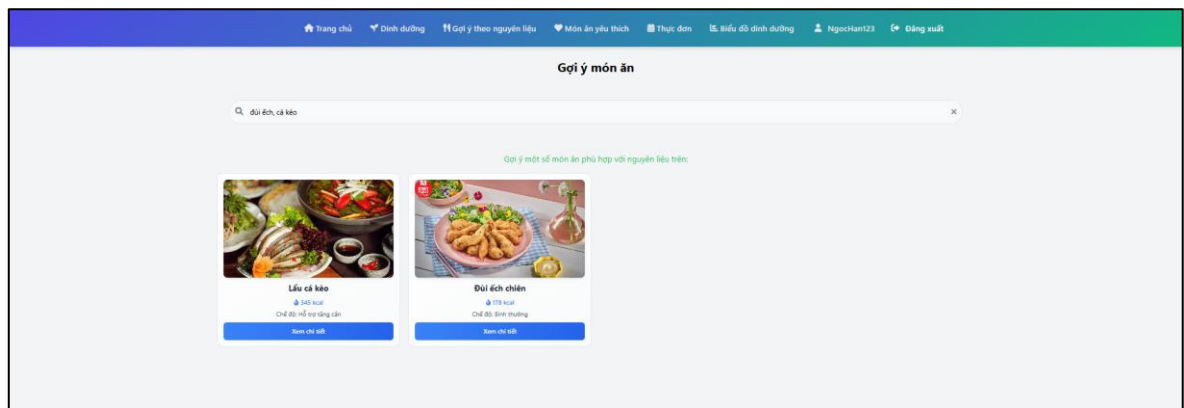 Trang chủ Dinh dưỡng Gợi ý theo nguyên liệu Món ăn yêu thích Thực đơn Biểu đồ dinh dưỡng NgocHan123 Đăng xuất
Gợi ý món ăn
đùi ếch, cá kèo
Gợi ý một số món ăn phù hợp với nguyên liệu trên:
Lẩu cá kèo Đùi ếch chiên
345 kcal 178 kcal
Chế độ: Hỗ trợ tăng cân Chế độ: Bình thường
Xem chi tiết Xem chi tiết